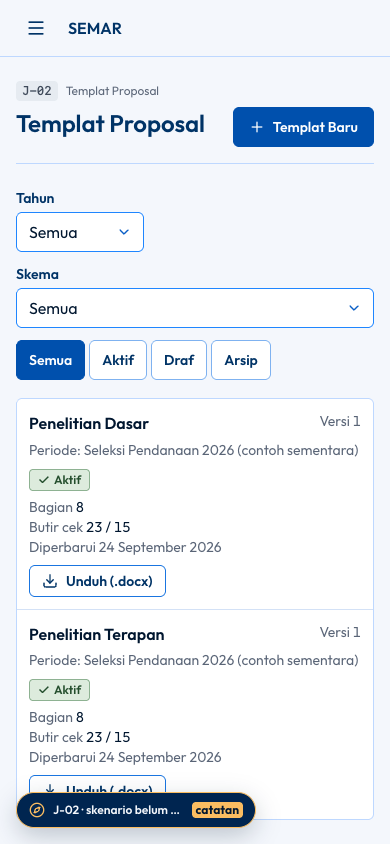 SEMAR
J-02 Templat Proposal
Templat Proposal
Templat Baru
Tahun
Semua
Skema
Semua
Semua Aktif Draf Arsip
Penelitian Dasar Versi 1
Periode: Seleksi Pendanaan 2026 (contoh sementara)
Aktif
Bagian 8
Butir cek 23 / 15
Diperbarui 24 September 2026
Unduh (.docx)
Penelitian Terapan Versi 1
Periode: Seleksi Pendanaan 2026 (contoh sementara)
Aktif
Bagian 8
Butir cek 23 / 15
Diperbarui 24 September 2026
Unduh (.docx)
J-02 · skenario belum ... catatan